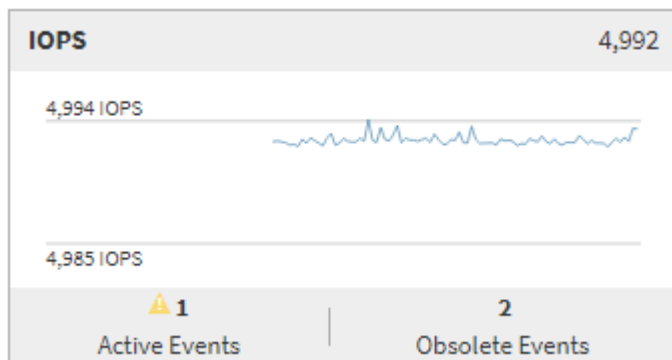 IOPS 4,992
4,994 IOPS
4,985 IOPS
1 2
Active Events Obsolete Events